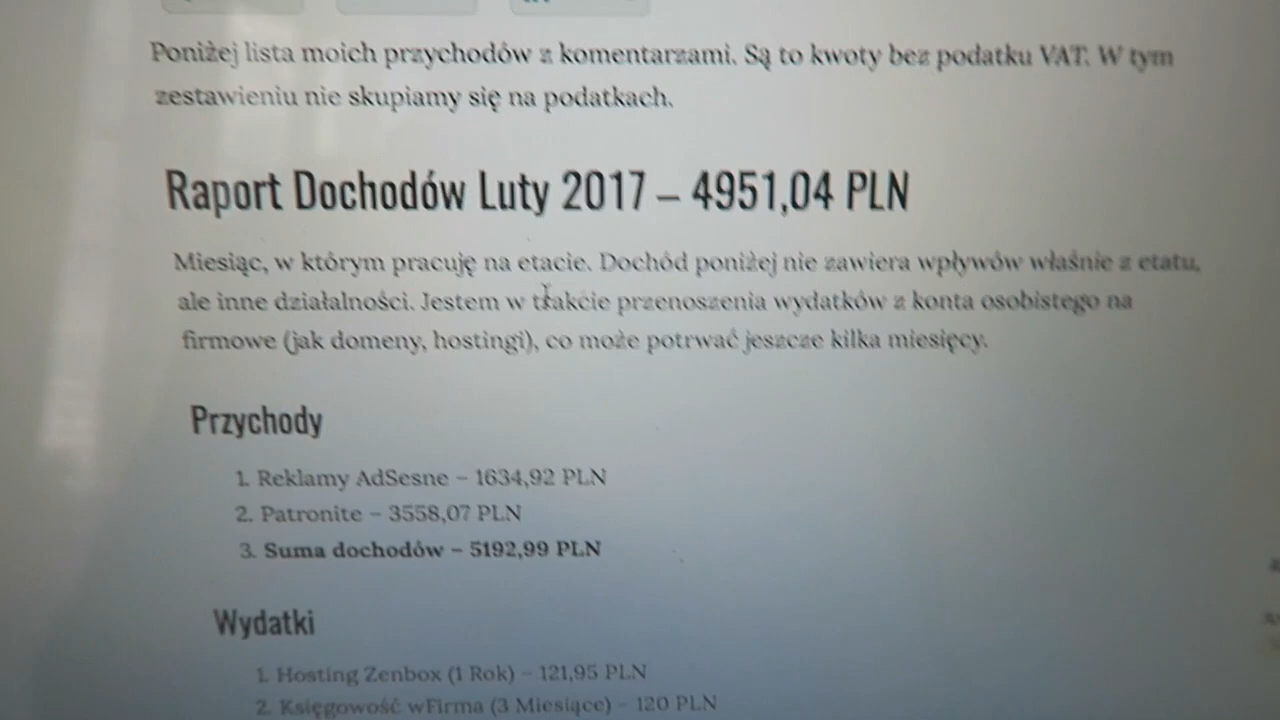 Poniżej lista moich przychodów z komentarzami. Są to kwoty bez podatku VAT. W tym
zestawieniu nie skupiamy się na podatkach.
Raport Dochodów Luty 2017 – 4951,04 PLN
Miesiąc, w którym pracuję na etacie. Dochód poniżej nie zawiera wpływów właśnie z etatu,
ale inne działalności. Jestem w trakcie przenoszenia wydatków z konta osobistego na
firmowe (jak domeny, hostingi), co może potrwać jeszcze kilka miesięcy.
Przychody
1. Reklamy AdSesne – 1634,92 PLN
2. Patronite – 3558,07 PLN
3. Suma dochodów – 5192,99 PLN
Wydatki
1. Hosting Zenbox (1 Rok) – 121,95 PLN
2. Księgowość wFirma (3 Miesiące) – 120 PLN